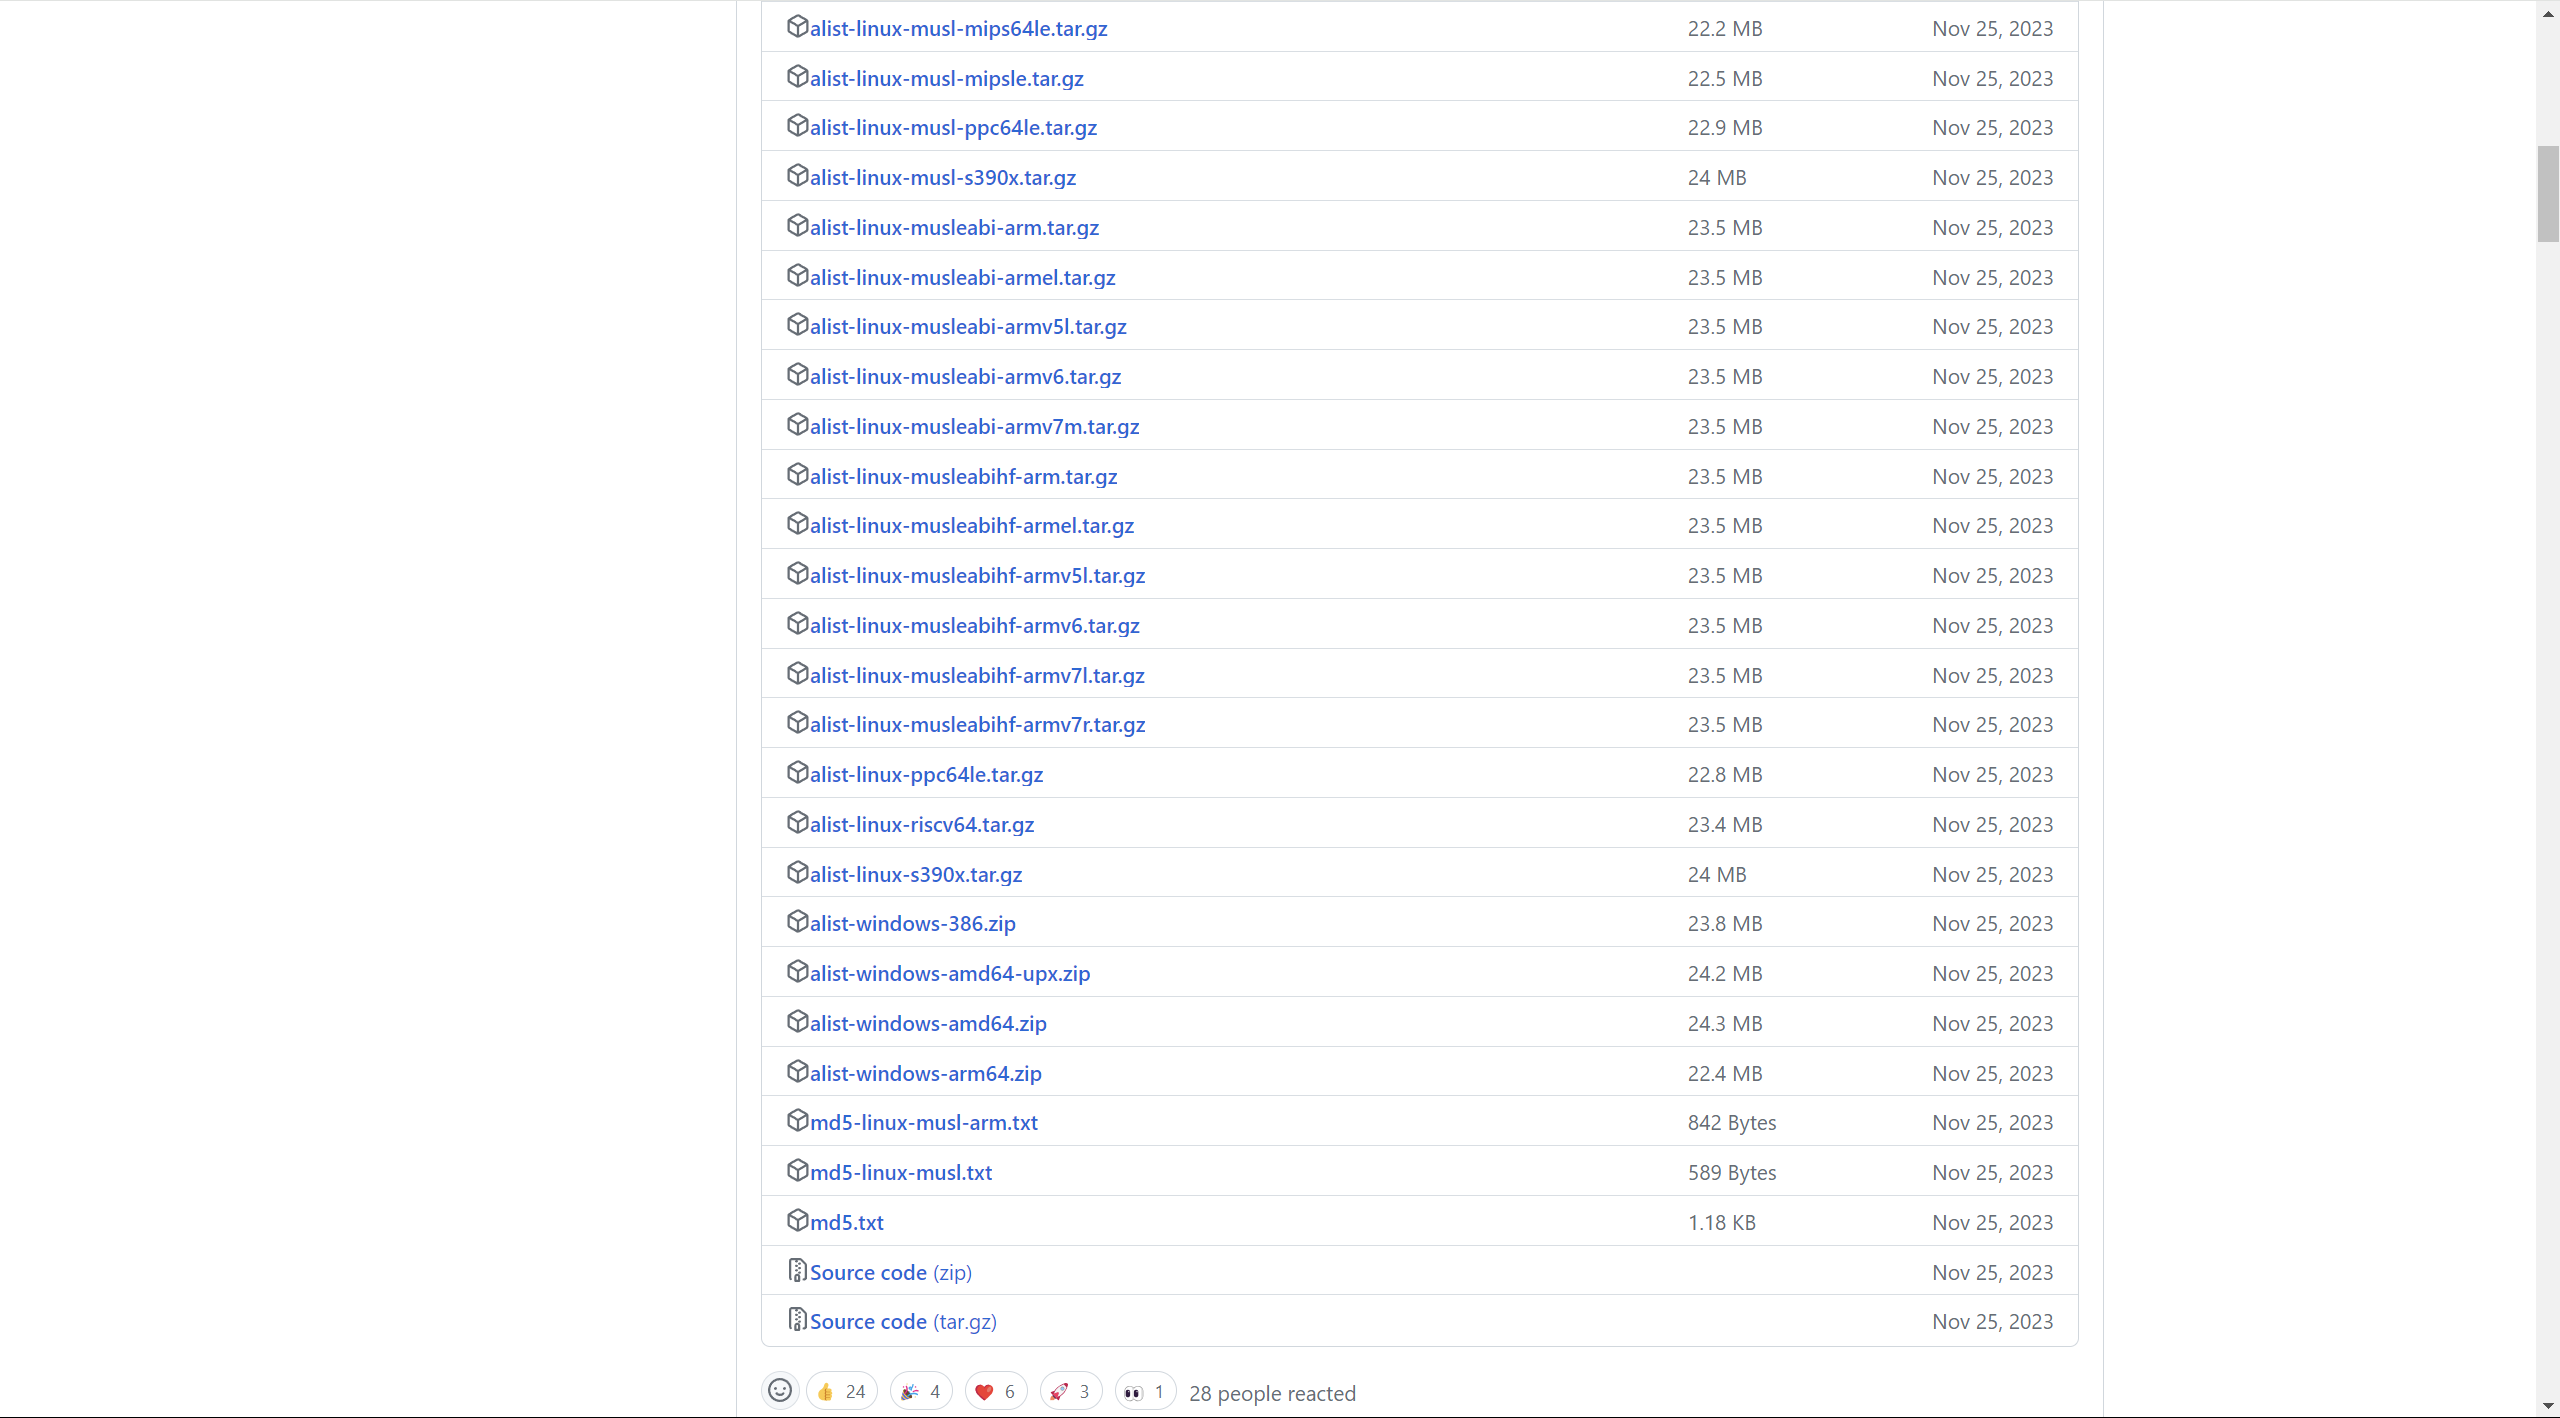 alist-linux-musl-mips64le.tar.gz 22.2 MB Nov 25, 2023
alist-linux-musl-mipsle.tar.gz 22.5 MB Nov 25, 2023
alist-linux-musl-ppc64le.tar.gz 22.9 MB Nov 25, 2023
alist-linux-musl-s390x.tar.gz 24 MB Nov 25, 2023
alist-linux-musleabi-arm.tar.gz 23.5 MB Nov 25, 2023
alist-linux-musleabi-armel.tar.gz 23.5 MB Nov 25, 2023
alist-linux-musleabi-armv5l.tar.gz 23.5 MB Nov 25, 2023
alist-linux-musleabi-armv6.tar.gz 23.5 MB Nov 25, 2023
alist-linux-musleabi-armv7m.tar.gz 23.5 MB Nov 25, 2023
alist-linux-musleabihf-arm.tar.gz 23.5 MB Nov 25, 2023
alist-linux-musleabihf-armel.tar.gz 23.5 MB Nov 25, 2023
alist-linux-musleabihf-armv5l.tar.gz 23.5 MB Nov 25, 2023
alist-linux-musleabihf-armv6.tar.gz 23.5 MB Nov 25, 2023
alist-linux-musleabihf-armv7l.tar.gz 23.5 MB Nov 25, 2023
alist-linux-musleabihf-armv7r.tar.gz 23.5 MB Nov 25, 2023
alist-linux-ppc64le.tar.gz 22.8 MB Nov 25, 2023
alist-linux-riscv64.tar.gz 23.4 MB Nov 25, 2023
alist-linux-s390x.tar.gz 24 MB Nov 25, 2023
alist-windows-386.zip 23.8 MB Nov 25, 2023
alist-windows-amd64-upx.zip 24.2 MB Nov 25, 2023
alist-windows-amd64.zip 24.3 MB Nov 25, 2023
alist-windows-arm64.zip 22.4 MB Nov 25, 2023
md5-linux-musl-arm.txt 842 Bytes Nov 25, 2023
md5-linux-musl.txt 589 Bytes Nov 25, 2023
md5.txt 1.18 KB Nov 25, 2023
Source code (zip) Nov 25, 2023
Source code (tar.gz) Nov 25, 2023
👍 24 🎉 4 ❤️ 6 🚀 3 👀 1 28 people reacted